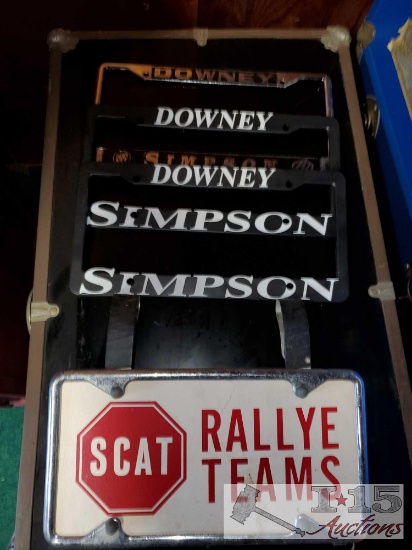 DOWNEY
DOWNEY
SIMPSON
DOWNEY
SIMPSON
SIMPSON
SCAT
RALLYE
TEAMS
I-15
Auctions